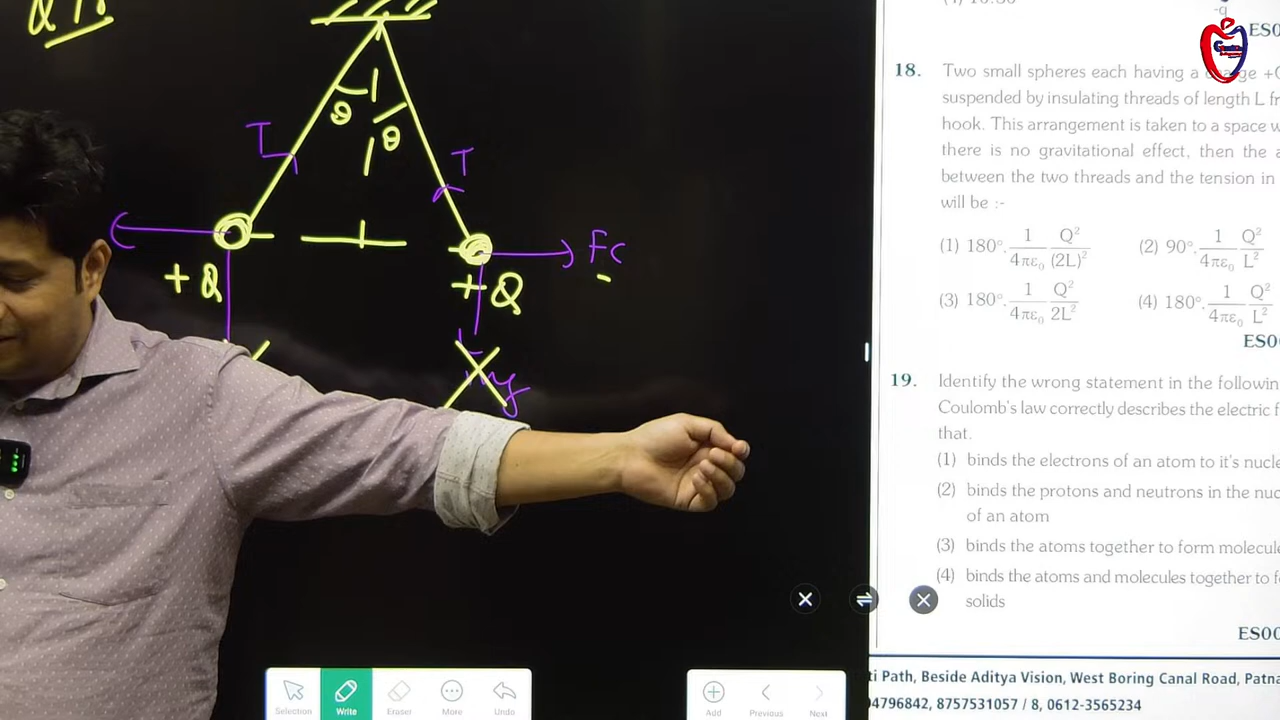 Q 18
θ
θ
T
T
Fc
+Q
+Q
mg
-q
18.
Two small spheres each having a charge +Q
suspended by insulating threads of length L fr
hook. This arrangement is taken to a space w
there is no gravitational effect, then the a
between the two threads and the tension in
will be :-
(1) 180°. 1/4πε₀ Q²/(2L)²
(2) 90°. 1/4πε₀ Q²/L²
(3) 180°. 1/4πε₀ Q²/2L²
(4) 180°. 1/4πε₀ Q²/L²
19.
Identify the wrong statement in the following
Coulomb's law correctly describes the electric f
that.
(1) binds the electrons of an atom to it's nucle
(2) binds the protons and neutrons in the nuc
of an atom
(3) binds the atoms together to form molecule
(4) binds the atoms and molecules together to f
solids
ti Path, Beside Aditya Vision, West Boring Canal Road, Patna
04796842, 8757531057 / 8, 0612-3565234
Selection Write Eraser More Undo
Add Previous Next